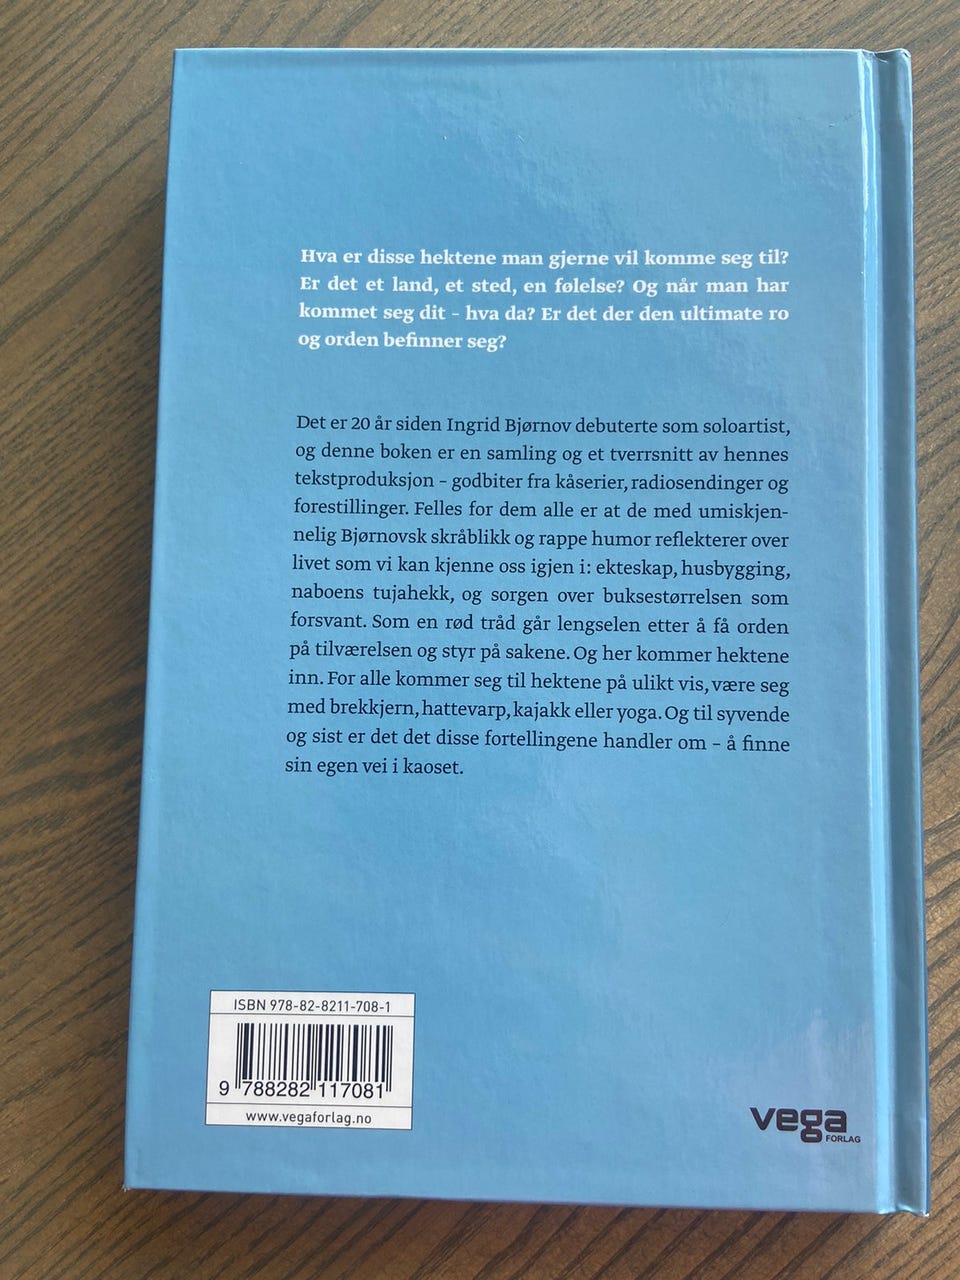 Hva er disse hektene man gjerne vil komme seg til?
Er det et land, et sted, en følelse? Og når man har
kommet seg dit – hva da? Er det der den ultimate ro
og orden befinner seg?
Det er 20 år siden Ingrid Bjørnov debuterte som soloartist,
og denne boken er en samling og et tverrsnitt av hennes
tekstproduksjon – godbiter fra kåserier, radiosendinger og
forestillinger. Felles for dem alle er at de med umiskjen-
nelig Bjørnovsk skråblikk og rappe humor reflekterer over
livet som vi kan kjenne oss igjen i: ekteskap, husbygging,
naboens tujahekk, og sorgen over buksestørrelsen som
forsvant. Som en rød tråd går lengselen etter å få orden
på tilværelsen og styr på sakene. Og her kommer hektene
inn. For alle kommer seg til hektene på ulikt vis, være seg
med brekkjern, hattevarp, kajakk eller yoga. Og til syvende
og sist er det det disse fortellingene handler om – å finne
sin egen vei i kaoset.
ISBN 978-82-8211-708-1
9 788282 117081
www.vegaforlag.no
vega
FORLAG